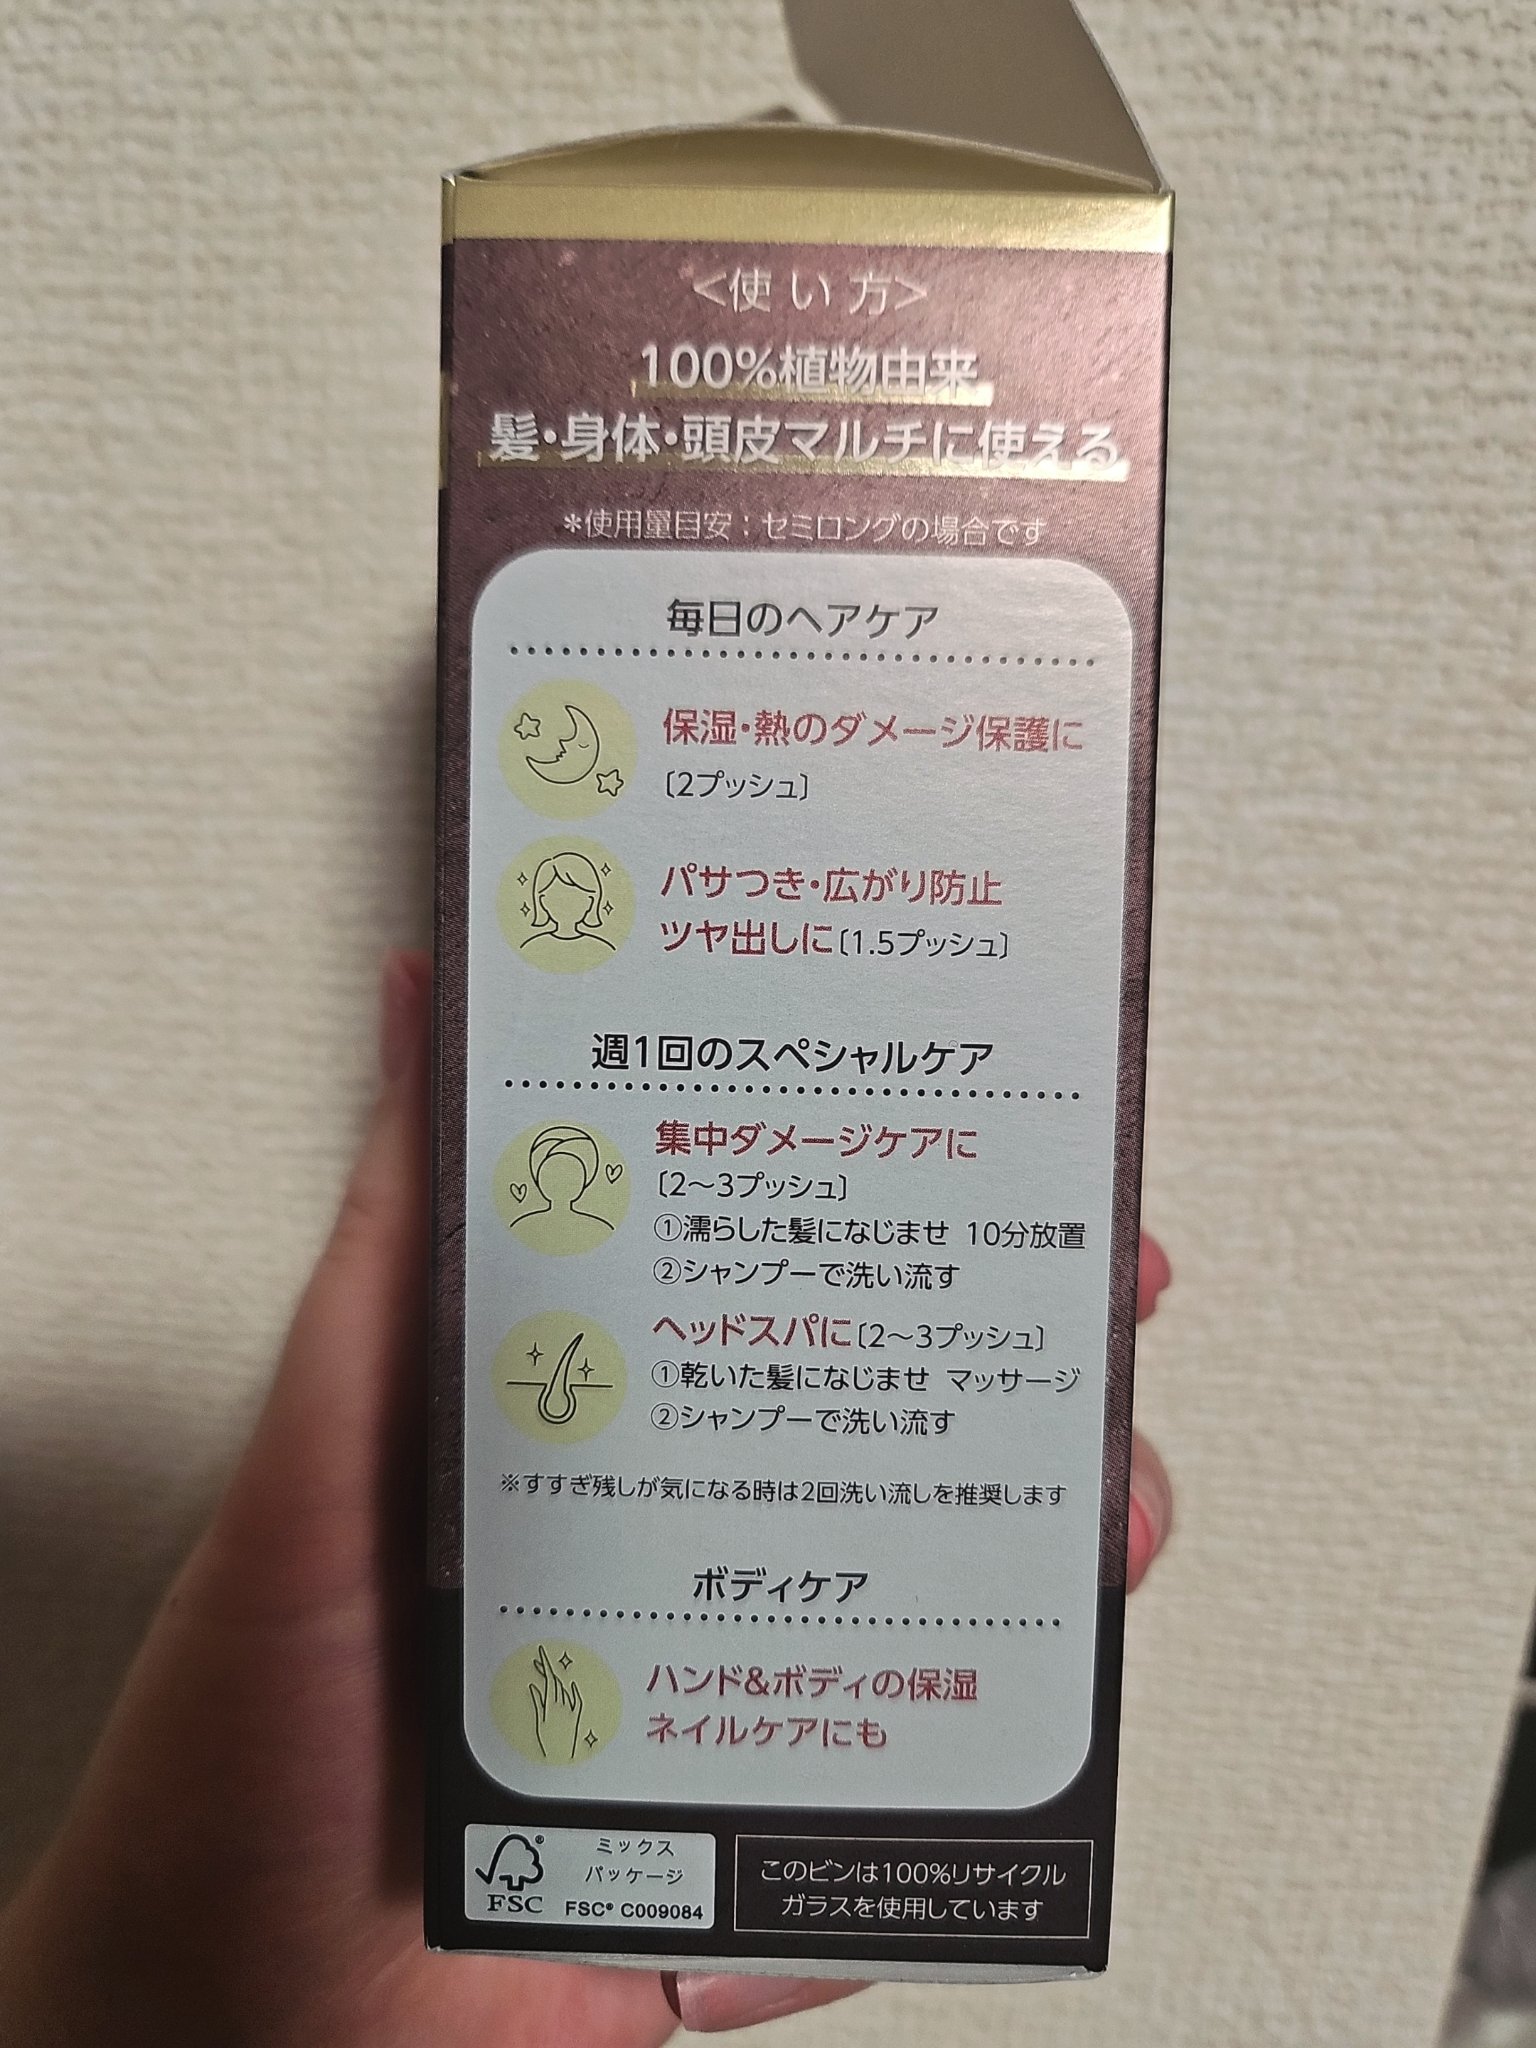 <使い方>
100%植物由来
髪・身体・頭皮マルチに使える
*使用量目安：セミロングの場合です
毎日のヘアケア
保湿・熱のダメージ保護に
〔2プッシュ〕
パサつき・広がり防止
ツヤ出しに〔1.5プッシュ〕
週1回のスペシャルケア
集中ダメージケアに
〔2～3プッシュ〕
①濡らした髪になじませ 10分放置
②シャンプーで洗い流す
ヘッドスパに〔2～3プッシュ〕
①乾いた髪になじませ マッサージ
②シャンプーで洗い流す
※すすぎ残しが気になる時は2回洗い流しを推奨します
ボディケア
ハンド&ボディの保湿
ネイルケアにも
ミックス
パッケージ
FSC® C009084
FSC
このビンは100%リサイクル
ガラスを使用しています